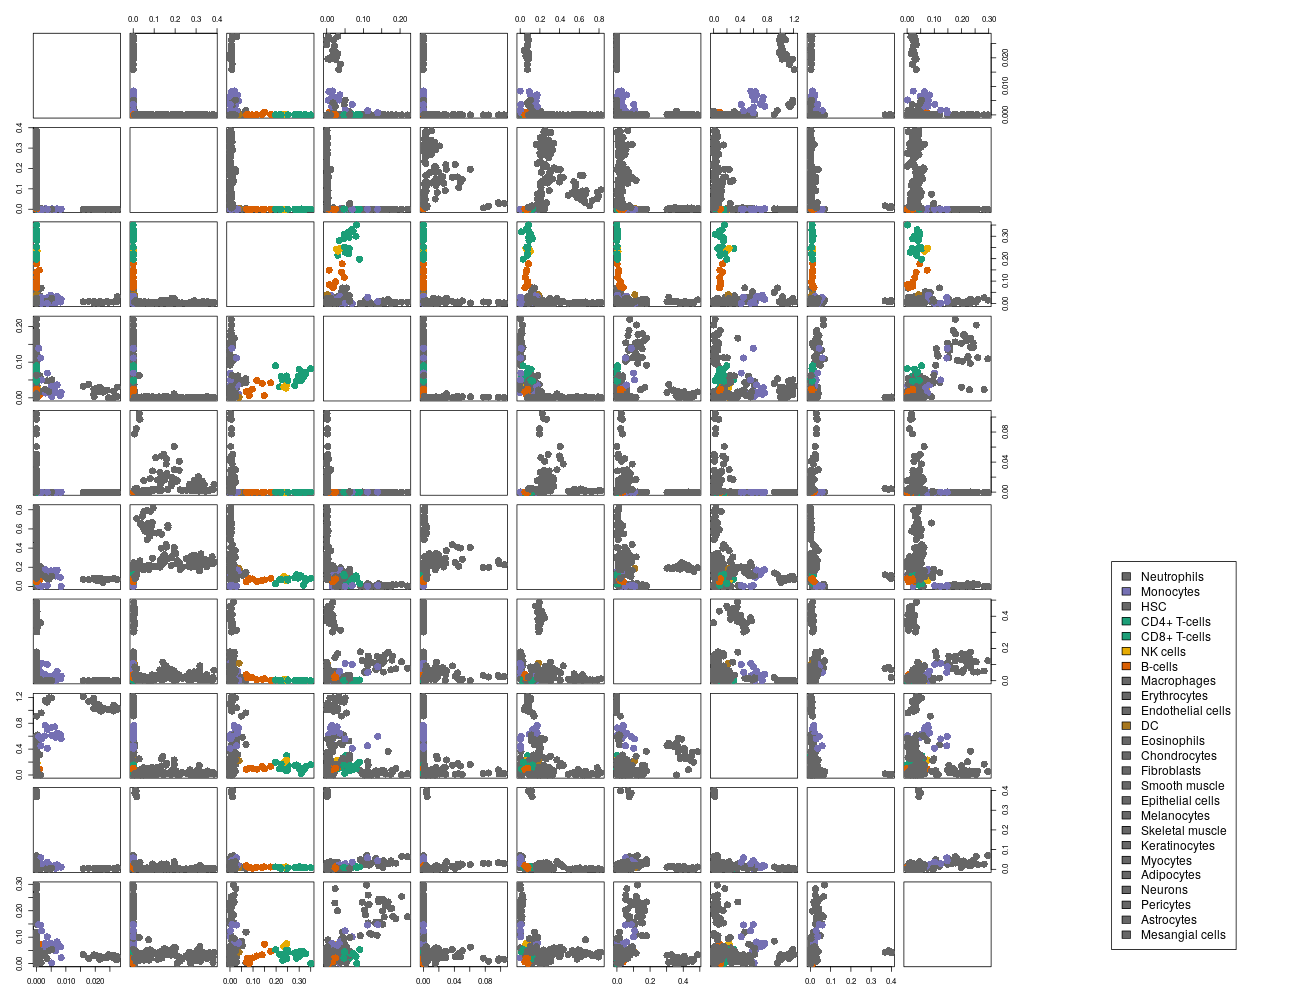 0.00 0.10 0.20 0.0 0.2 0.4 0.6 0.8 0.0 0.4 0.8 1.2 0.00 0.10 0.20 0.30
0.0 0.1 0.2 0.3 0.4
0.000 0.010 0.020
0.0 0.1 0.2 0.3 0.4
0.00 0.10 0.20 0.30
0.00 0.10 0.20
0.00 0.04 0.08
0.0 0.2 0.4 0.6 0.8
0.0 0.2 0.4
0.0 0.4 0.8 1.2
0.0 0.1 0.2 0.3 0.4
0.00 0.10 0.20 0.30
0.000 0.010 0.020 0.00 0.10 0.20 0.30 0.00 0.04 0.08 0.0 0.2 0.4 0.0 0.1 0.2 0.3 0.4
Neutrophils
Monocytes
HSC
CD4+ T-cells
CD8+ T-cells
NK cells
B-cells
Macrophages
Erythrocytes
Endothelial cells
DC
Eosinophils
Chondrocytes
Fibroblasts
Smooth muscle
Epithelial cells
Melanocytes
Skeletal muscle
Keratinocytes
Myocytes
Adipocytes
Neurons
Pericytes
Astrocytes
Mesangial cells